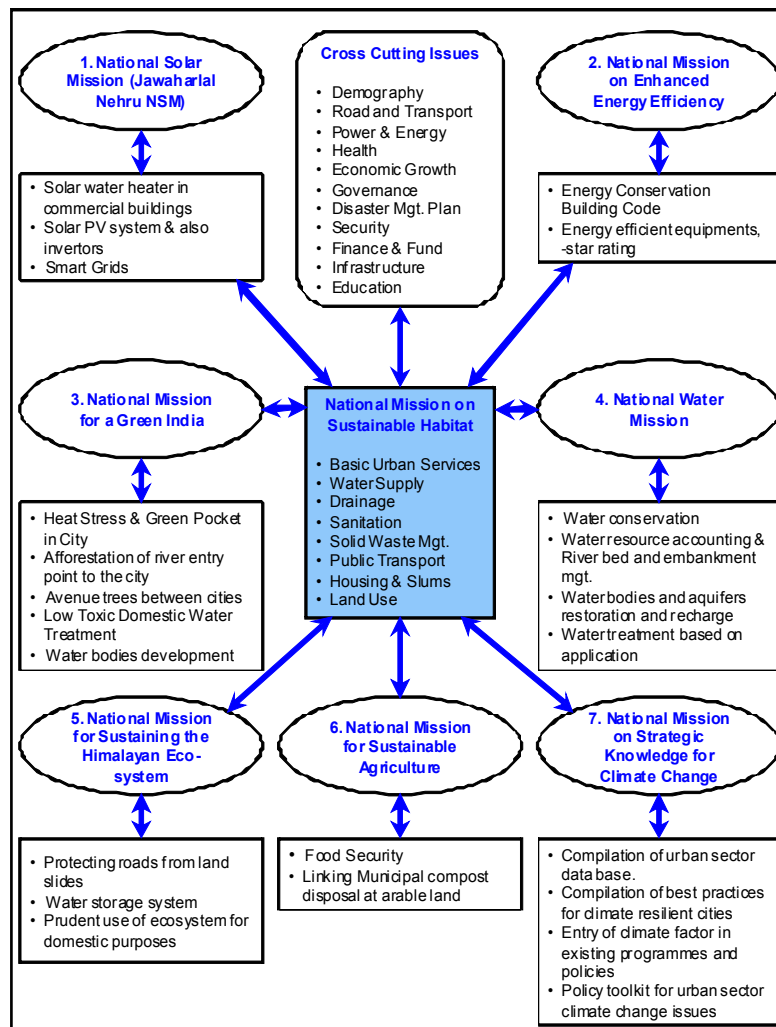 1. National Solar
Mission (Jawaharlal
Nehru NSM)
• Solar water heater in
commercial buildings
• Solar PV system & also
invertors
• Smart Grids
Cross Cutting Issues
• Demography
• Road and Transport
• Power & Energy
• Health
• Economic Growth
• Governance
• Disaster Mgt. Plan
• Security
• Finance & Fund
• Infrastructure
• Education
2. National Mission
on Enhanced
Energy Efficiency
• Energy Conservation
Building Code
• Energy efficient equipments,
-star rating
3. National Mission
for a Green India
• Heat Stress & Green Pocket
in City
• Afforestation of river entry
point to the city
• Avenue trees between cities
• Low Toxic Domestic Water
Treatment
• Water bodies development
National Mission on
Sustainable Habitat
• Basic Urban Services
• Water Supply
• Drainage
• Sanitation
• Solid Waste Mgt.
• Public Transport
• Housing & Slums
• Land Use
4. National Water
Mission
• Water conservation
• Water resource accounting &
River bed and embankment
mgt.
• Water bodies and aquifers
restoration and recharge
• Water treatment based on
application
5. National Mission
for Sustaining the
Himalayan Eco-
system
• Protecting roads from land
slides
• Water storage system
• Prudent use of ecosystem for
domestic purposes
6. National Mission
for Sustainable
Agriculture
• Food Security
• Linking Municipal compost
disposal at arable land
7. National Mission
on Strategic
Knowledge for
Climate Change
• Compilation of urban sector
data base.
• Compilation of best practices
for climate resilient cities
• Entry of climate factor in
existing programmes and
policies
• Policy toolkit for urban sector
climate change issues